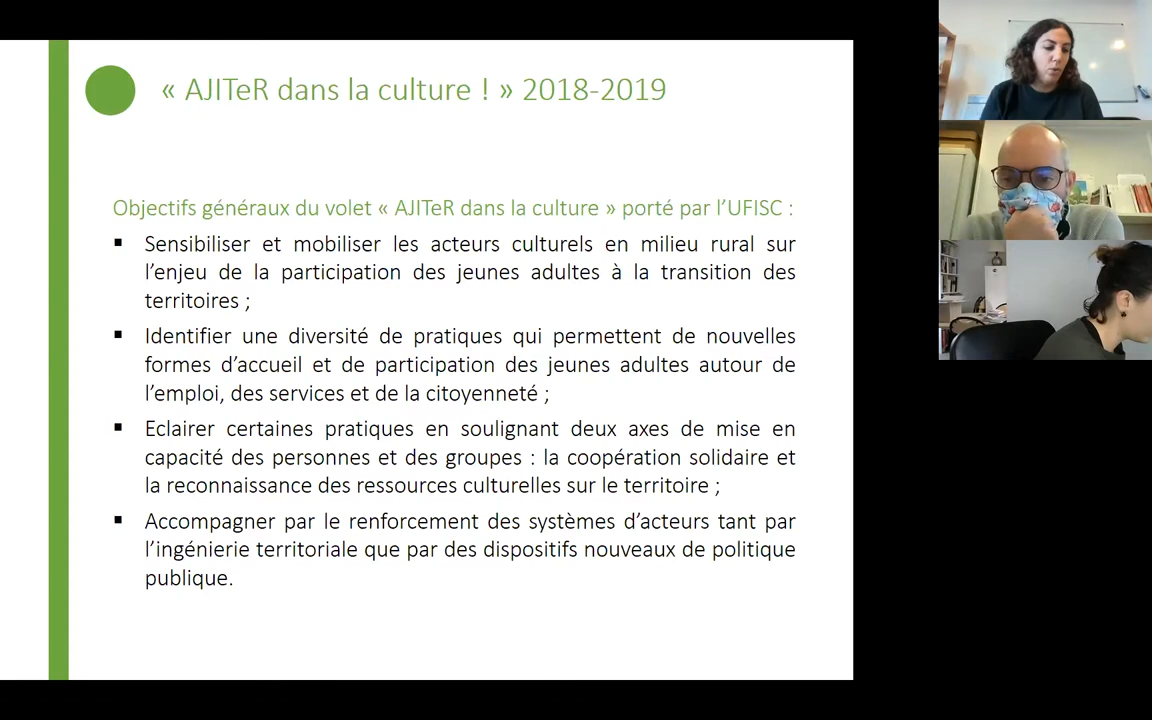 « AJITeR dans la culture ! » 2018-2019
Objectifs généraux du volet « AJITeR dans la culture » porté par l’UFISC :
▪ Sensibiliser et mobiliser les acteurs culturels en milieu rural sur
l’enjeu de la participation des jeunes adultes à la transition des
territoires ;
▪ Identifier une diversité de pratiques qui permettent de nouvelles
formes d’accueil et de participation des jeunes adultes autour de
l’emploi, des services et de la citoyenneté ;
▪ Eclairer certaines pratiques en soulignant deux axes de mise en
capacité des personnes et des groupes : la coopération solidaire et
la reconnaissance des ressources culturelles sur le territoire ;
▪ Accompagner par le renforcement des systèmes d’acteurs tant par
l’ingénierie territoriale que par des dispositifs nouveaux de politique
publique.